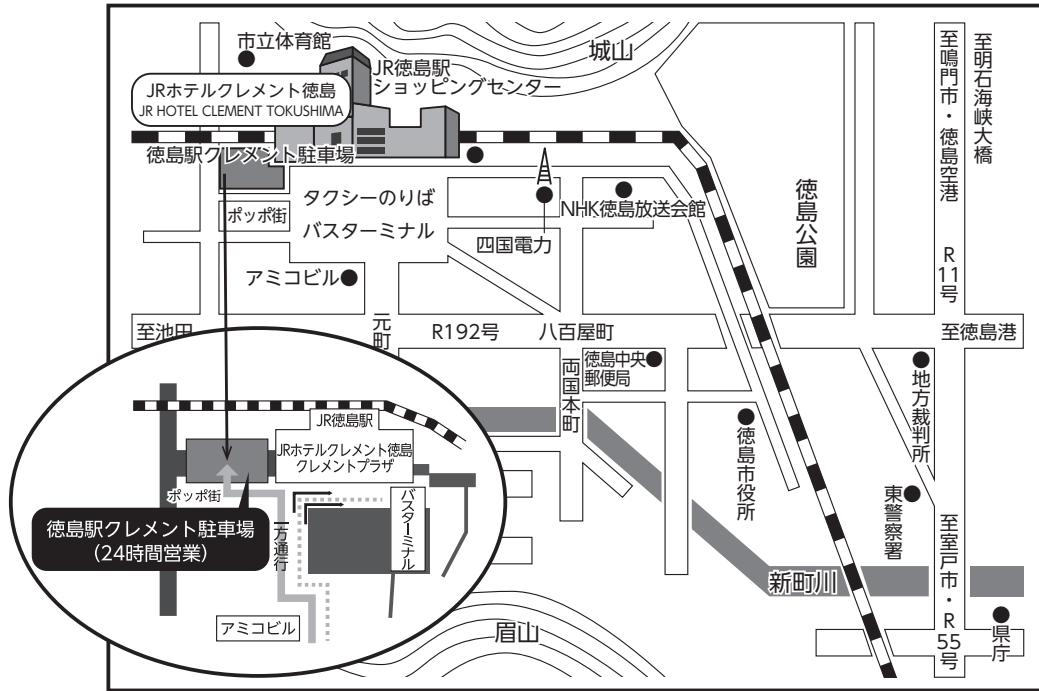 市立体育館
城山
JR徳島駅
ショッピングセンター
JRホテルクレメント徳島
JR HOTEL CLEMENT TOKUSHIMA
徳島駅クレメント駐車場
至鳴門市・徳島空港
至明石海峡大橋
タクシーのりば
NHK徳島放送会館
徳島公園
ポッポ街
バスターミナル
四国電力
R11号
アミコビル
至池田
元町
R192号
八百屋町
至徳島港
両国本町
徳島中央
郵便局
地方裁判所
徳島市役所
東警察署
至室戸市・R55号
新町川
県庁
眉山
JR徳島駅
JRホテルクレメント徳島
クレメントプラザ
ポッポ街
バスターミナル
徳島駅クレメント駐車場
(24時間営業)
一方通行
アミコビル